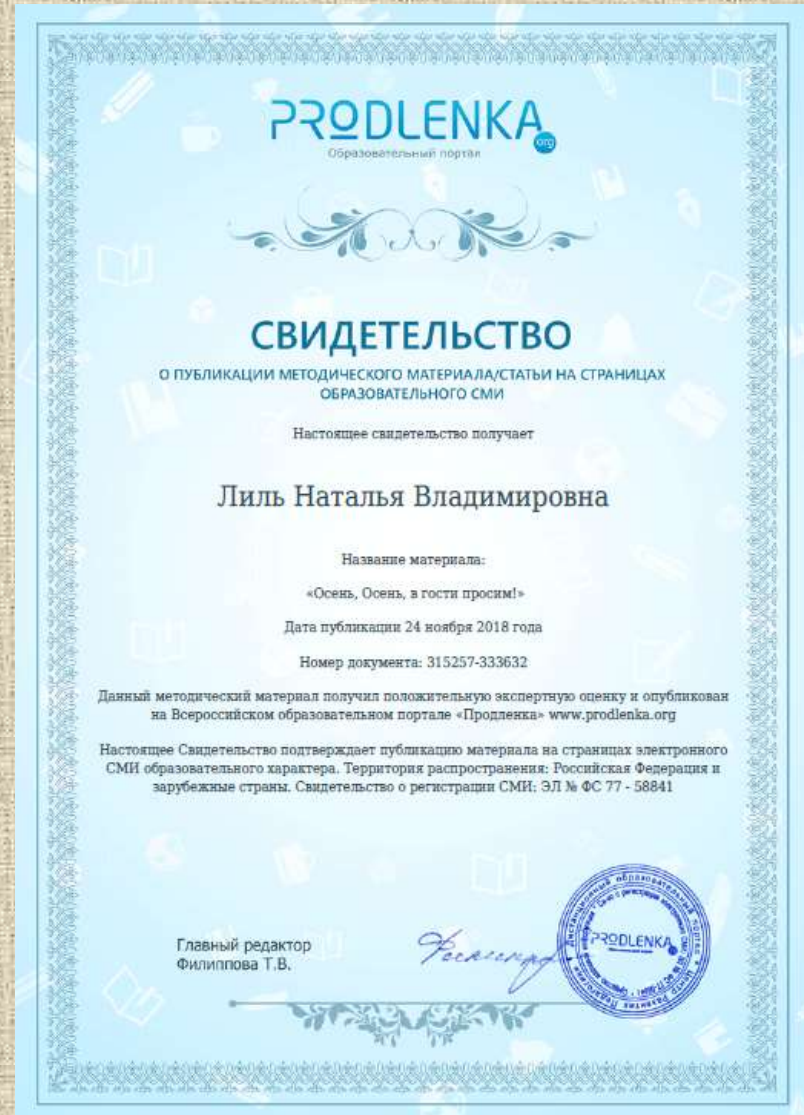 PRODLENKA
org
Образовательный портал
СВИДЕТЕЛЬСТВО
О ПУБЛИКАЦИИ МЕТОДИЧЕСКОГО МАТЕРИАЛА/СТАТЬИ НА СТРАНИЦАХ
ОБРАЗОВАТЕЛЬНОГО СМИ
Настоящее свидетельство получает
Лиль Наталья Владимировна
Название материала:
«Осень, Осень, в гости просим!»
Дата публикации 24 ноября 2018 года
Номер документа: 315257-333632
Данный методический материал получил положительную экспертную оценку и опубликован
на Всероссийском образовательном портале «Продленка» www.prodlenka.org
Настоящее Свидетельство подтверждает публикацию материала на страницах электронного
СМИ образовательного характера. Территория распространения: Российская Федерация и
зарубежные страны. Свидетельство о регистрации СМИ: ЭЛ № ФС 77 - 58841
Главный редактор
Филиппова Т.В.
PRODLENKA